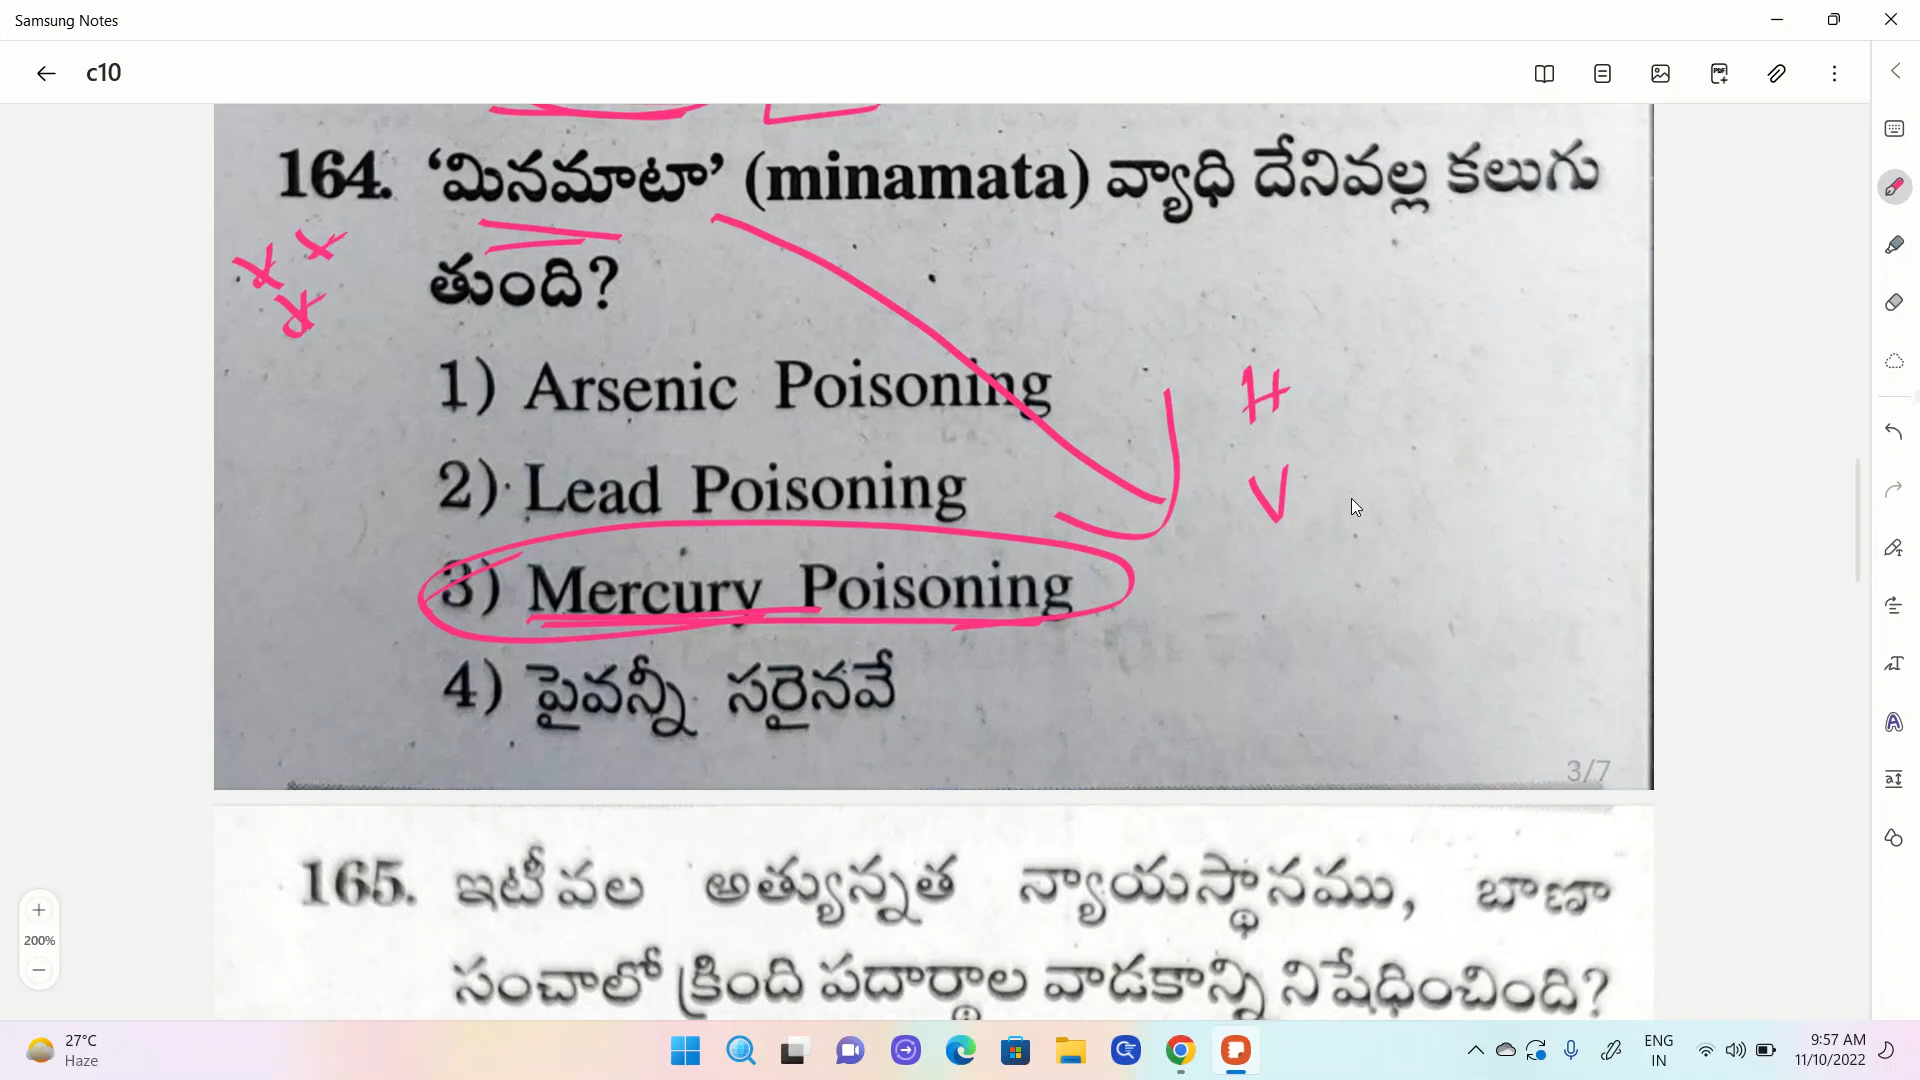 Samsung Notes
c10
164. ‘మినమాటా’ (minamata) వ్యాధి దేనివల్ల కలుగు
తుంది?
1) Arsenic Poisoning
H
2) Lead Poisoning
V
3) Mercury Poisoning
4) పైవన్నీ సరైనవే
3/7
165. ఇటీవల అత్యున్నత న్యాయస్థానము, బాణా
సంచాలో క్రింది పదార్థాల వాడకాన్ని నిషేధించింది?
200%
27°C
Haze
ENG
IN
9:57 AM
11/10/2022